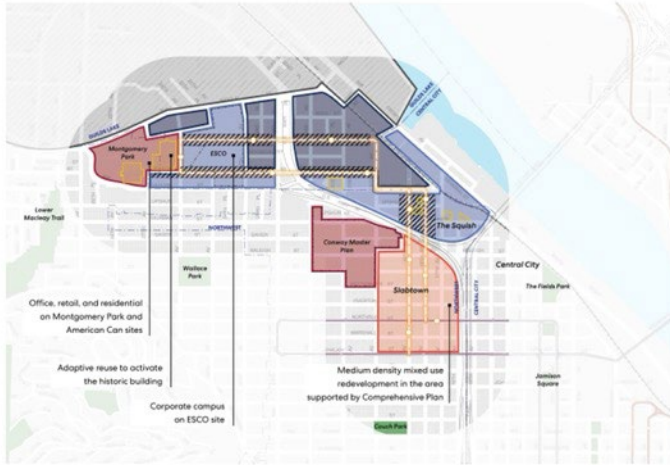 GUILDS LAKE
CENTRAL CITY
GUILDS LAKE
Montgomery
Park
ESCO
Lower
Macleay Trail
NORTHWEST
The Squish
Conway Master
Plan
Wallace
Park
Central City
The Fields Park
Slabtown
NORTHWEST
CENTRAL CITY
Office, retail, and residential
on Montgomery Park and
American Can sites
Adaptive reuse to activate
the historic building
Corporate campus
on ESCO site
Medium density mixed use
redevelopment in the area
supported by Comprehensive Plan
Jamison
Square
Couch Park